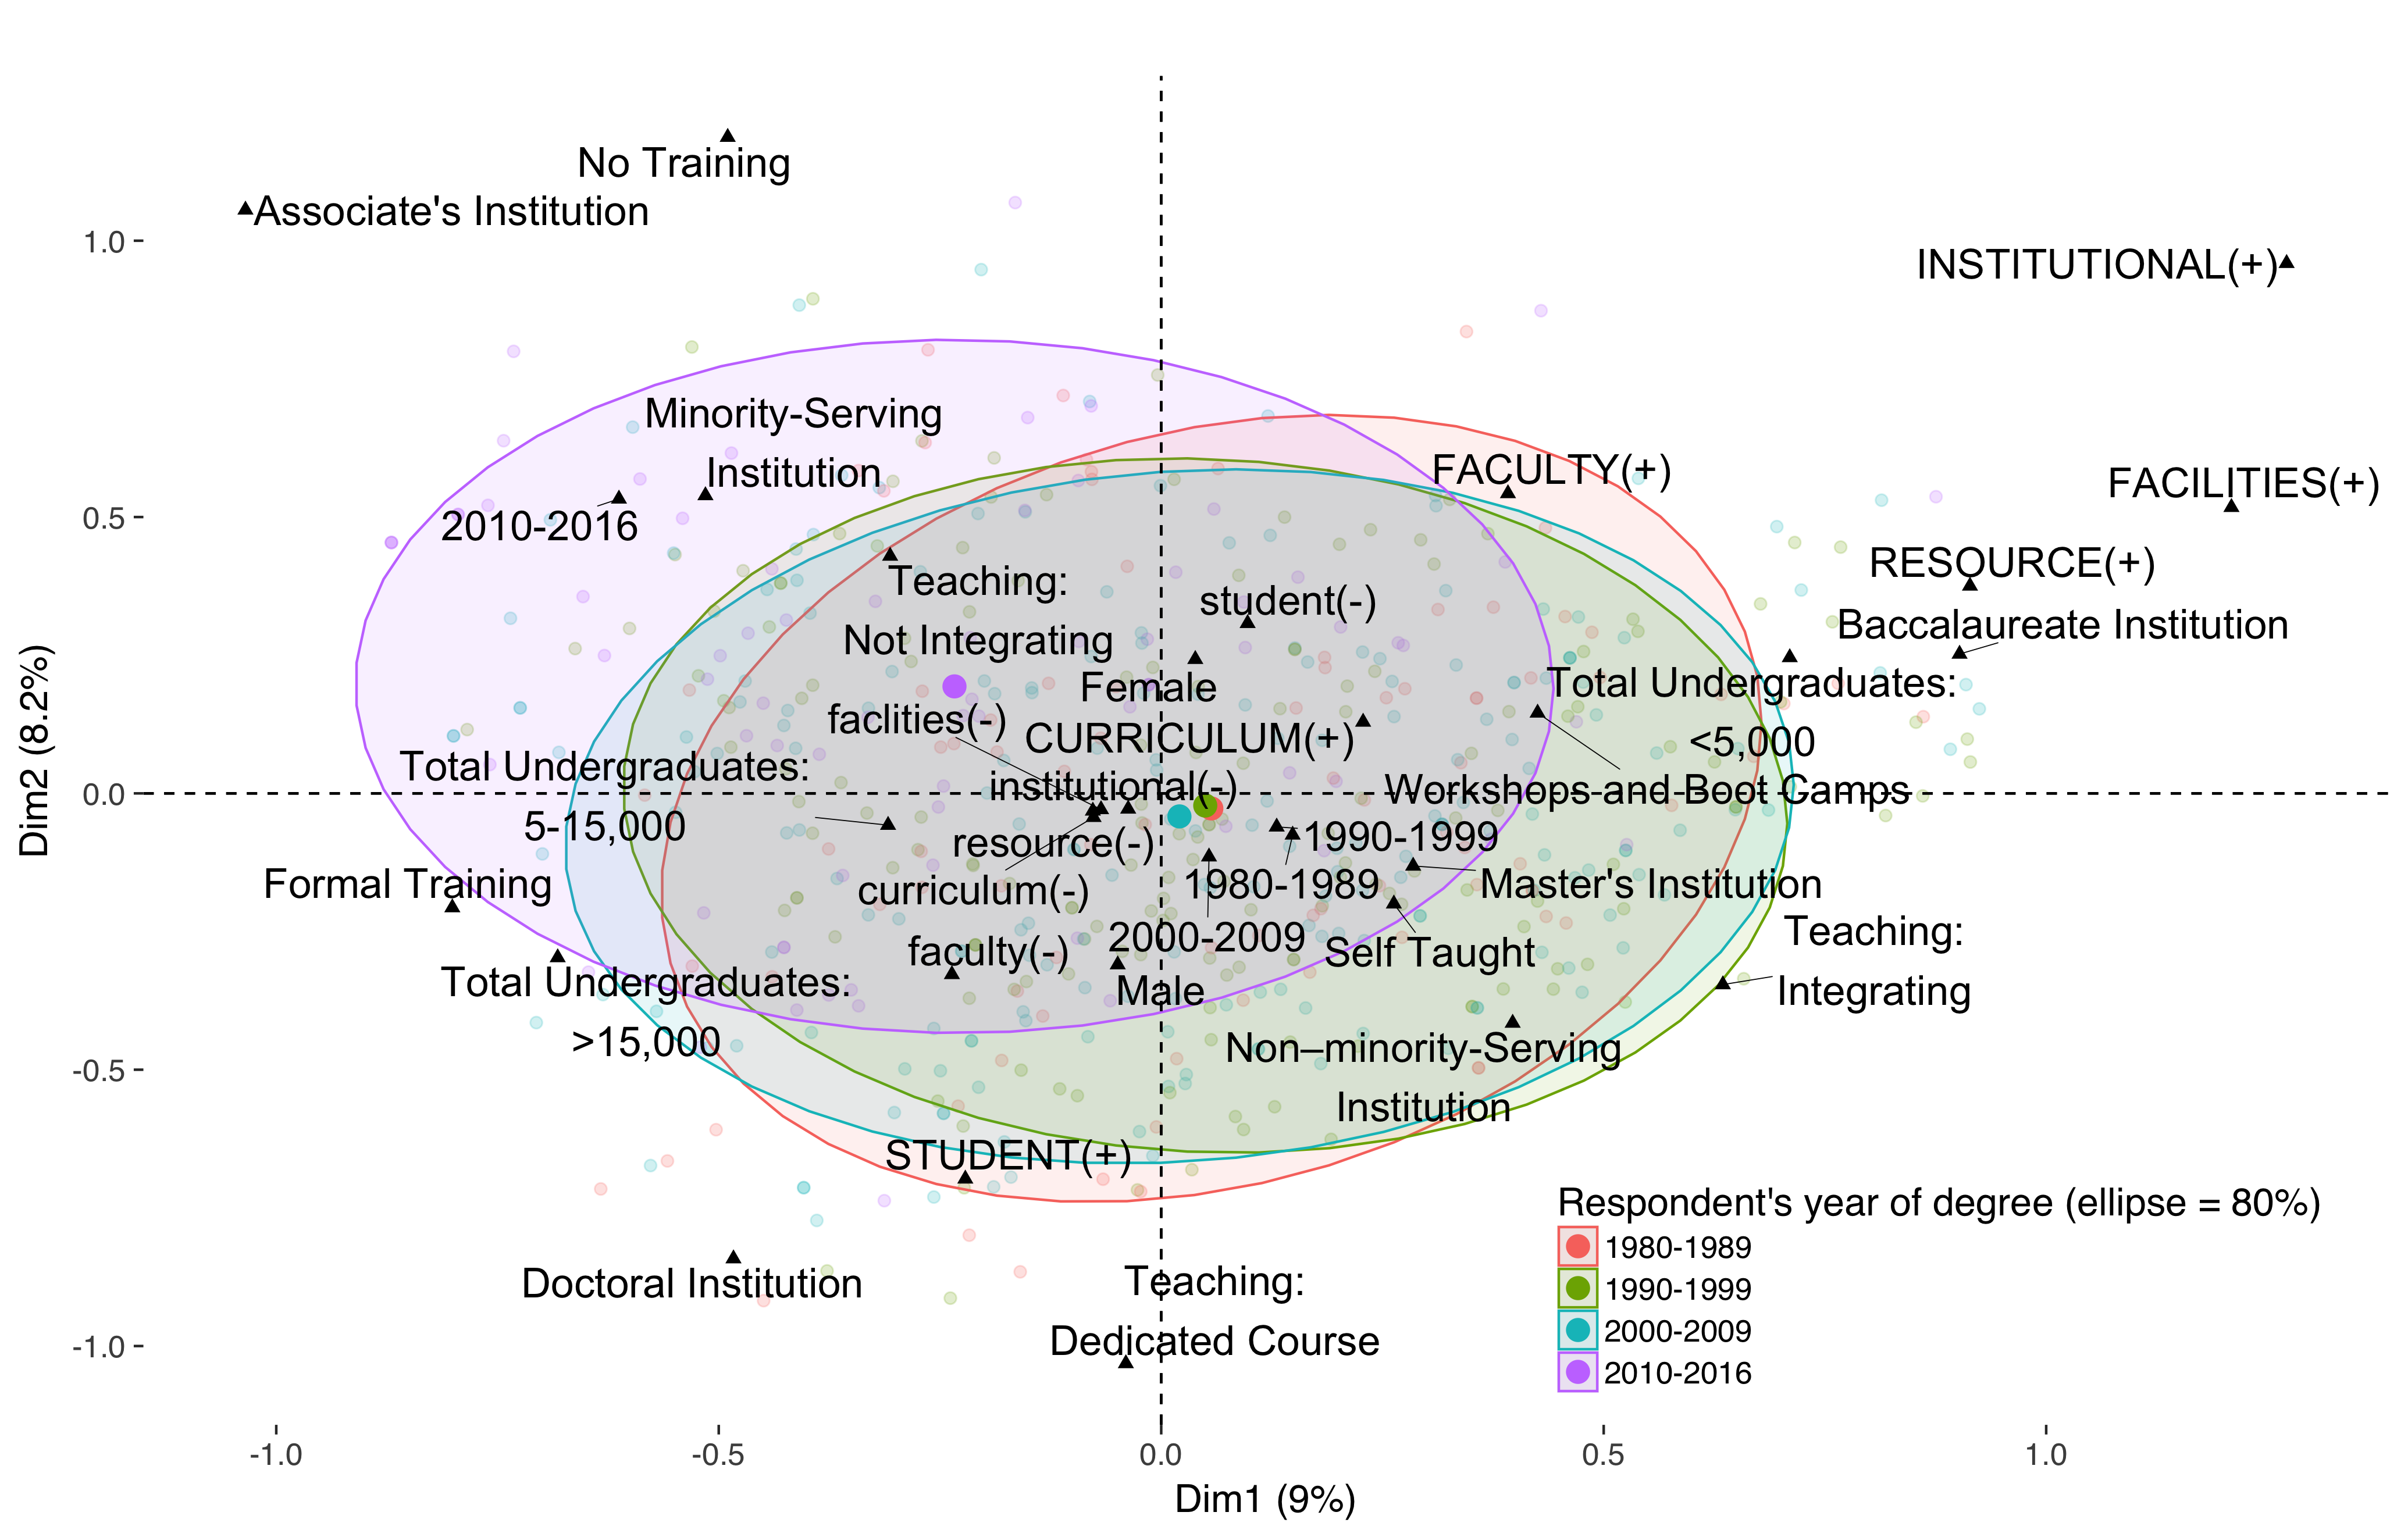 No Training
Associate's Institution
1.0
INSTITUTIONAL(+)
Minority-Serving
Institution
FACULTY(+)
FACILITIES(+)
0.5
2010-2016
RESOURCE(+)
Teaching:
Not Integrating
student(-)
Baccalaureate Institution
Female
Total Undergraduates:
<5,000
faclities(-)
CURRICULUM(+)
Total Undergraduates:
5-15,000
institutional(-)
Workshops and Boot Camps
0.0
Dim2 (8.2%)
resource(-)
1990-1999
Formal Training
curriculum(-)
1980-1989
Master's Institution
faculty(-)
2000-2009
Self Taught
Teaching:
Integrating
Total Undergraduates:
>15,000
Male
-0.5
Non–minority-Serving
Institution
STUDENT(+)
Doctoral Institution
Teaching:
Dedicated Course
-1.0
Respondent's year of degree (ellipse = 80%)
1980-1989
1990-1999
2000-2009
2010-2016
-1.0
-0.5
0.0
0.5
1.0
Dim1 (9%)